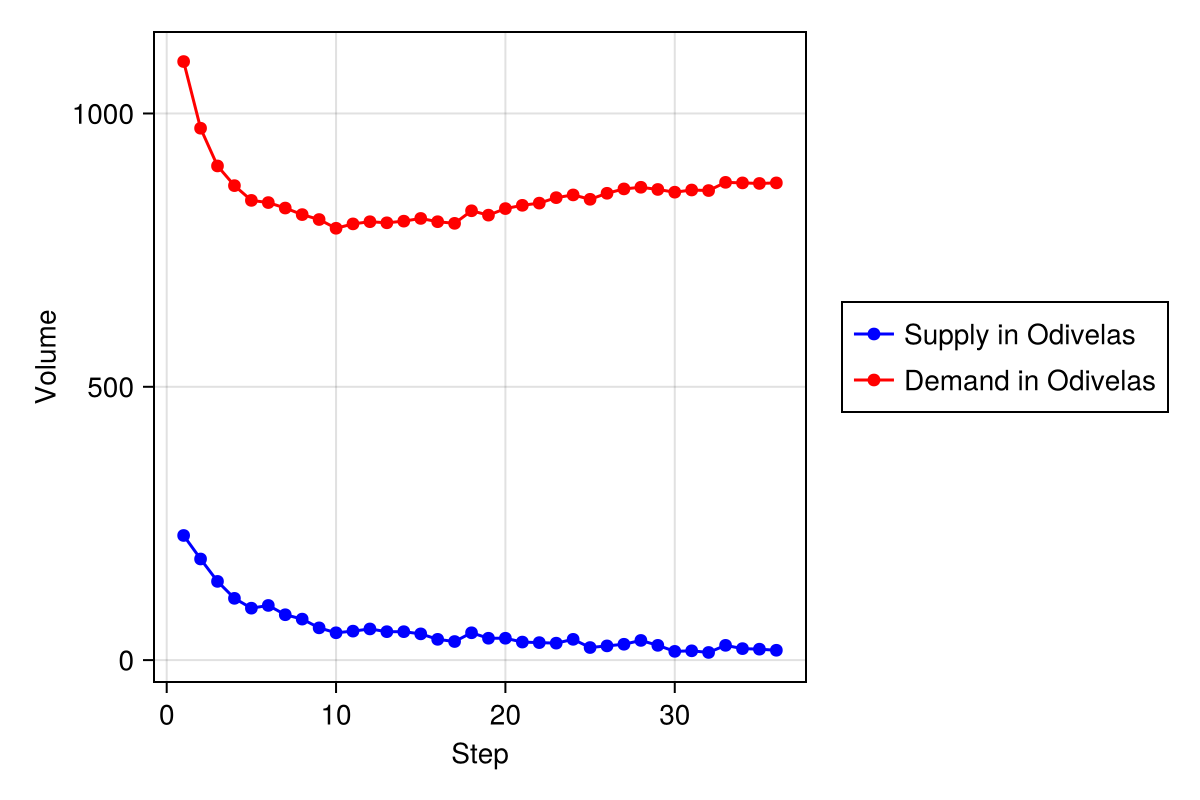 1000
500
0
Volume
0 10 20 30
Step
Supply in Odivelas
Demand in Odivelas